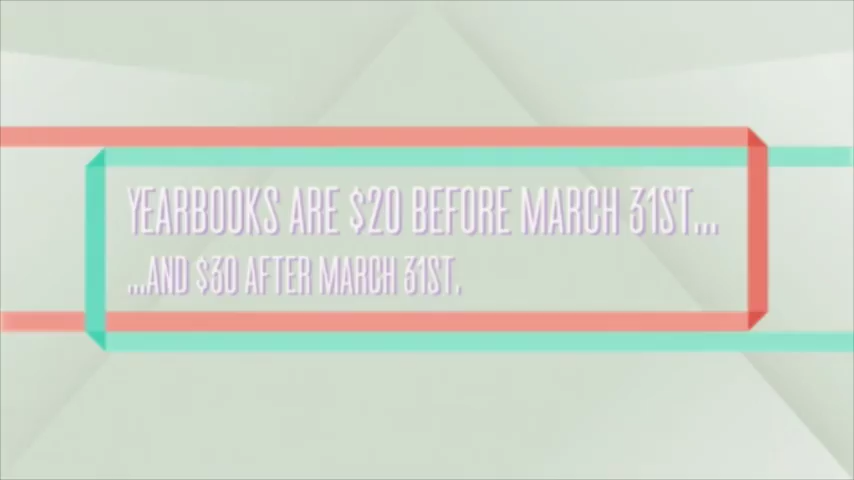 YEARBOOKS ARE $20 BEFORE MARCH 31ST...
...AND $30 AFTER MARCH 31ST.